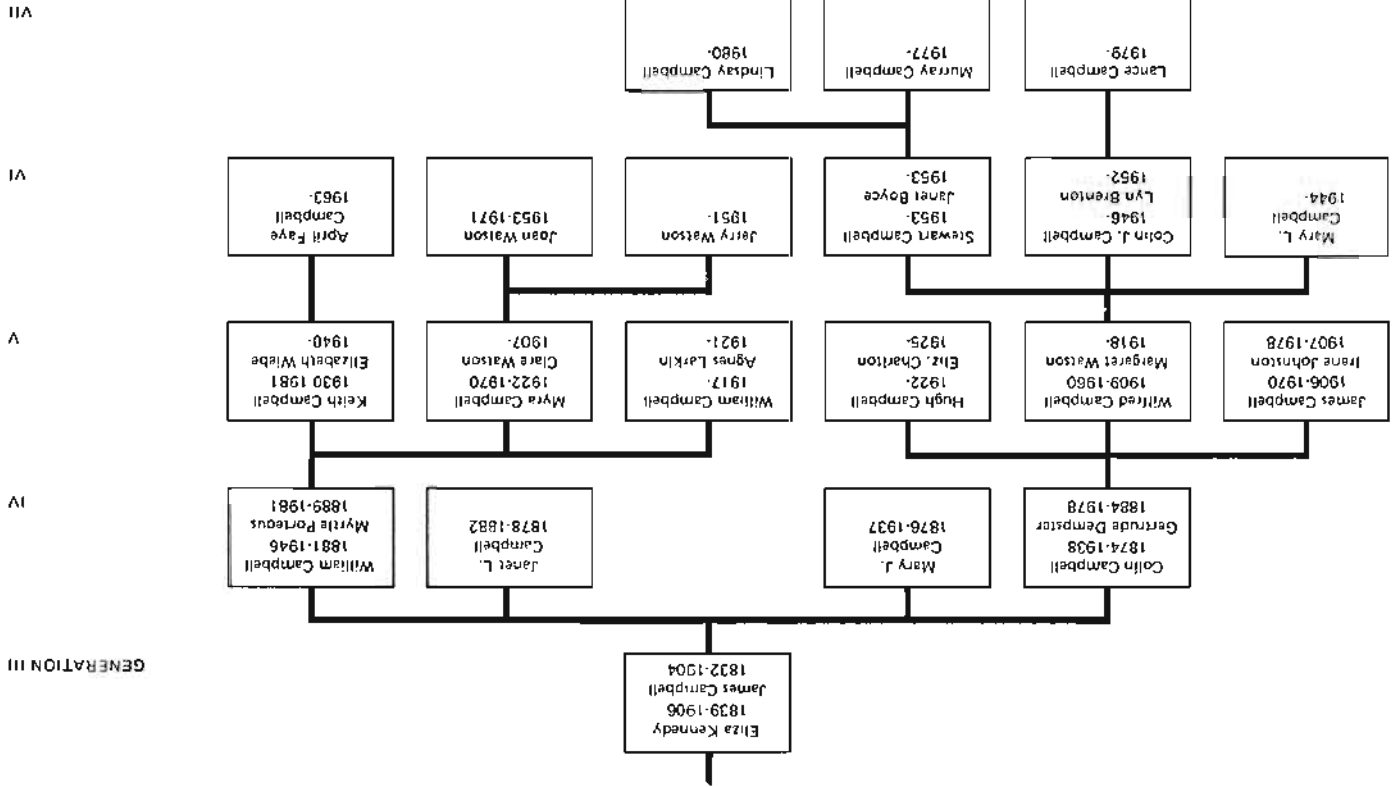 Eliza Kennedy
1839-1906
James Campbell
1832-1904
GENERATION III
Colin Campbell
1874-1938
Gertrude Dempster
1884-1978
Mary J.
Campbell
1876-1937
Janet L.
Campbell
1878-1882
William Campbell
1881-1946
Myrtle Porteous
1889-1981
IV
James Campbell
1906-1970
Irene Johnston
1907-1978
Wilfred Campbell
1909-1960
Margaret Watson
1918-
Hugh Campbell
1922-
Eliz. Charlton
1925-
William Campbell
1917-
Agnes Larkin
1921-
Myra Campbell
1922-1970
Clare Watson
1907-
Keith Campbell
1930 1981
Elizabeth Wiebe
1940-
V
Mary L.
Campbell
1944-
Colin J. Campbell
1946-
Lyn Brenton
1952-
Stewart Campbell
1953-
Janet Boyce
1953-
Jerry Watson
1951-
Joan Watson
1953-1971
April Faye
Campbell
1963-
VI
Lance Campbell
1979-
Murray Campbell
1977-
Lindsay Campbell
1980-
VII